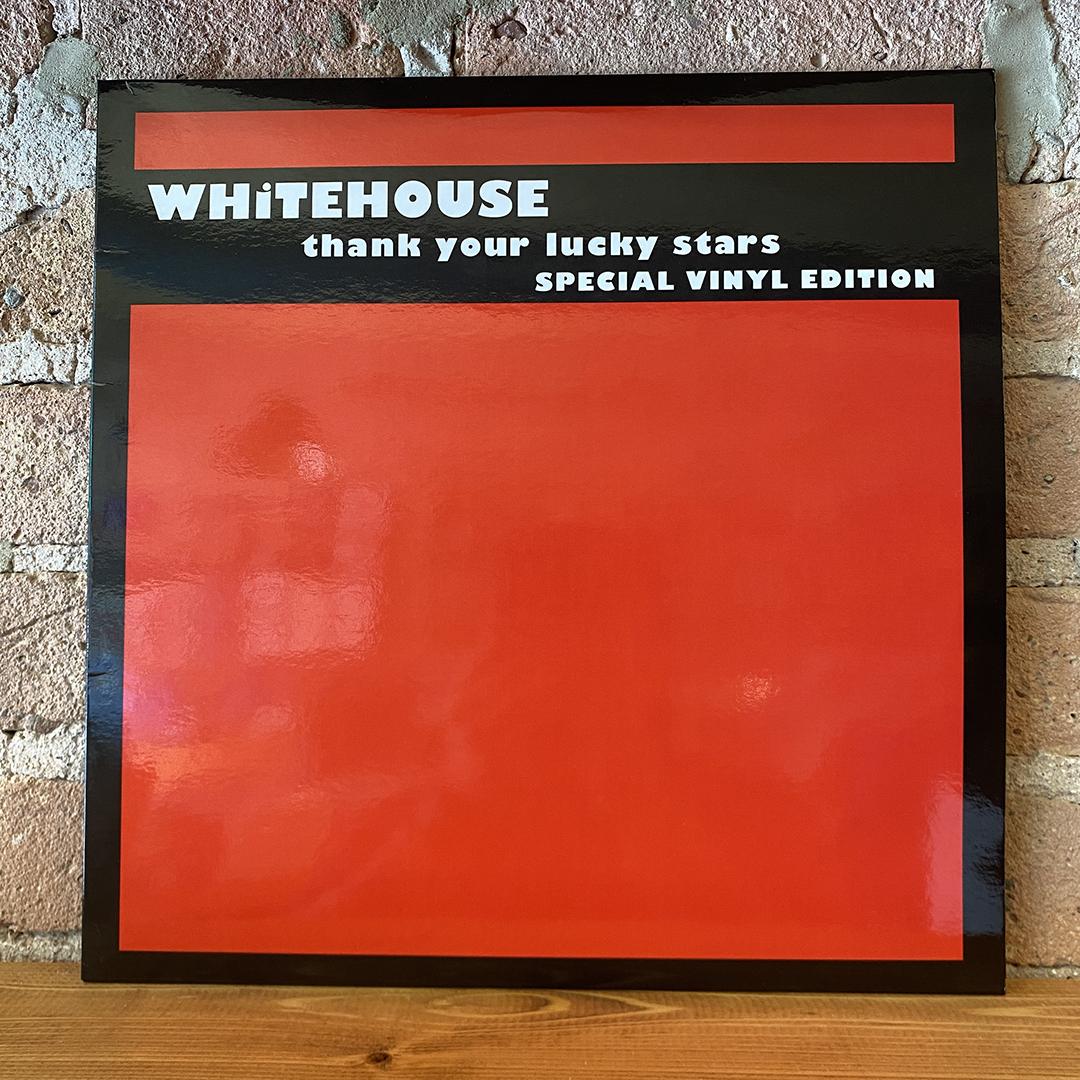 WHiTEHOUSE
thank your lucky stars
SPECIAL VINYL EDITION